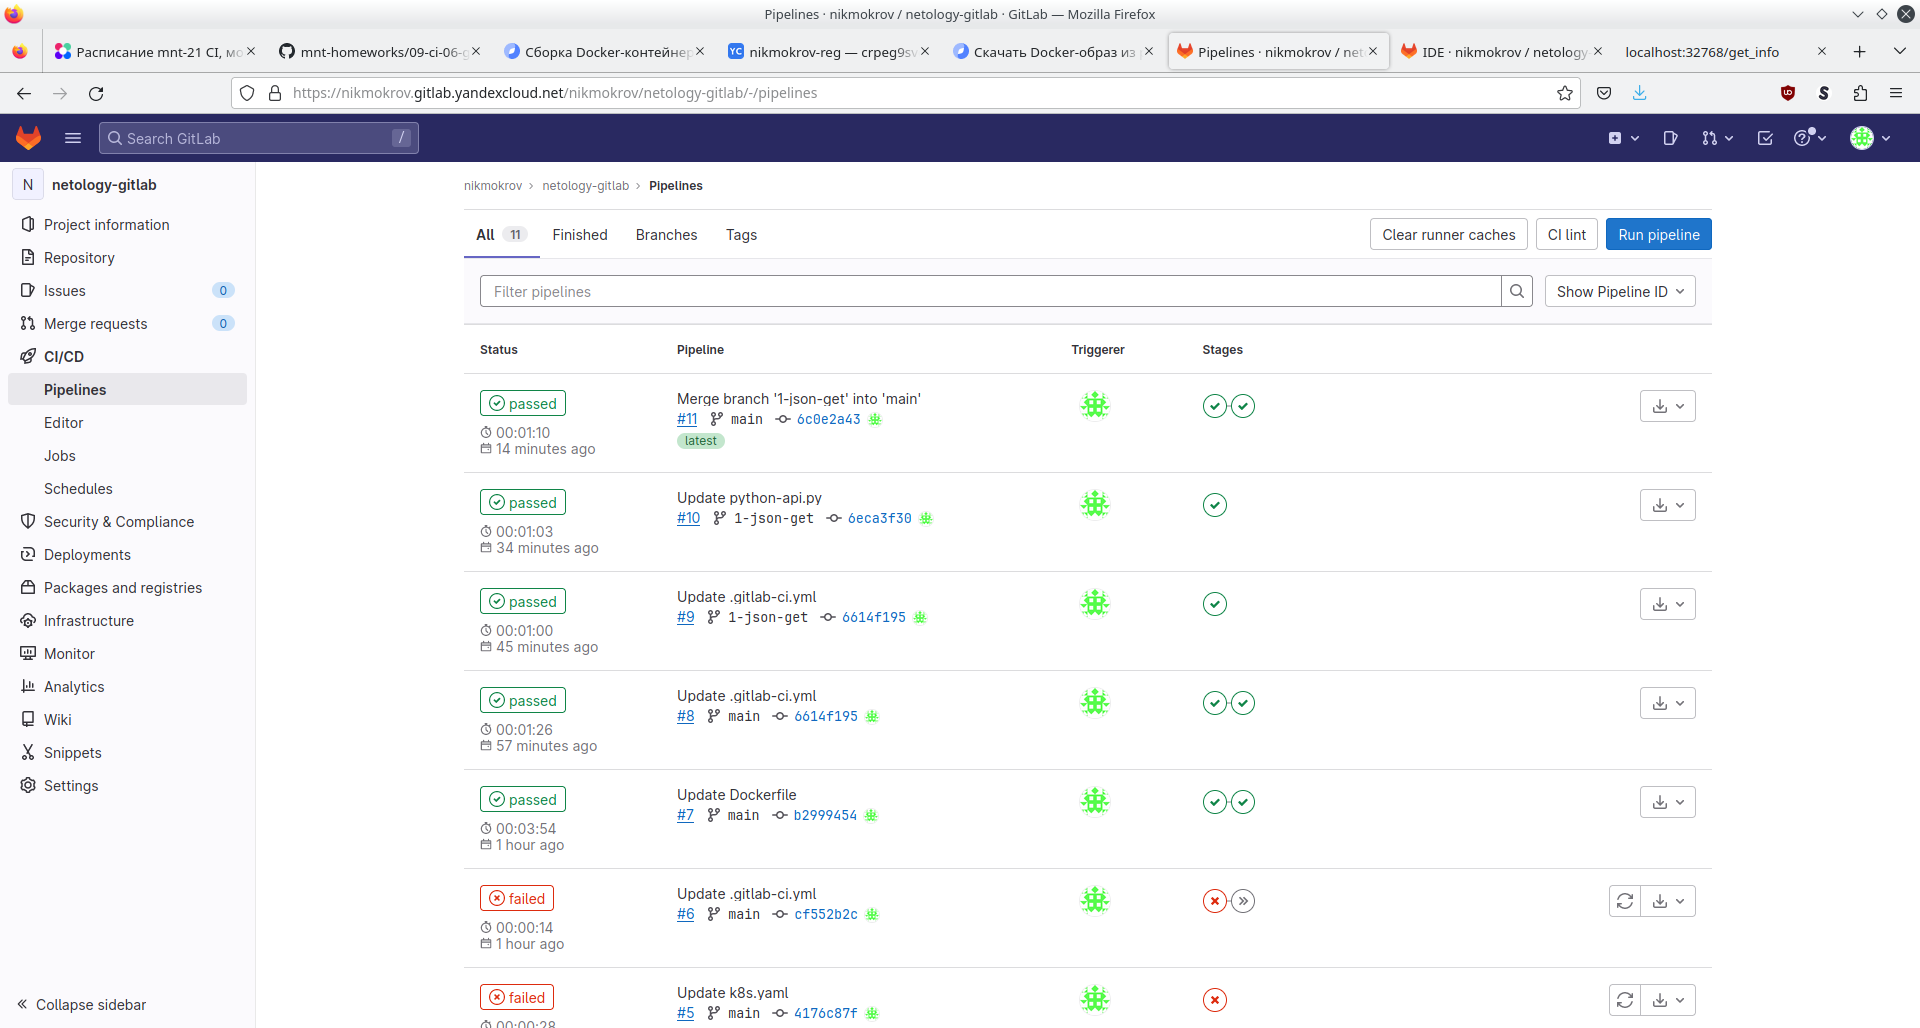 Pipelines · nikmokrov / netology-gitlab · GitLab — Mozilla Firefox
Расписание mnt-21 CI, мо
mnt-homeworks/09-ci-06-g
Сборка Docker-контейнер
nikmokrov-reg — crpeg9sv
Скачать Docker-образ из
Pipelines · nikmokrov / net
IDE · nikmokrov / netology-
localhost:32768/get_info
https://nikmokrov.gitlab.yandexcloud.net/nikmokrov/netology-gitlab/-/pipelines
Search GitLab /
N netology-gitlab
Project information
Repository
Issues 0
Merge requests 0
CI/CD
Pipelines
Editor
Jobs
Schedules
Security & Compliance
Deployments
Packages and registries
Infrastructure
Monitor
Analytics
Wiki
Snippets
Settings
Collapse sidebar
nikmokrov › netology-gitlab › Pipelines
All 11 Finished Branches Tags
Clear runner caches CI lint Run pipeline
Filter pipelines Show Pipeline ID
Status Pipeline Triggerer Stages
passed
00:01:10
14 minutes ago
Merge branch '1-json-get' into 'main'
#11 main 6c0e2a43
latest
passed
00:01:03
34 minutes ago
Update python-api.py
#10 1-json-get 6eca3f30
passed
00:01:00
45 minutes ago
Update .gitlab-ci.yml
#9 1-json-get 6614f195
passed
00:01:26
57 minutes ago
Update .gitlab-ci.yml
#8 main 6614f195
passed
00:03:54
1 hour ago
Update Dockerfile
#7 main b2999454
failed
00:00:14
1 hour ago
Update .gitlab-ci.yml
#6 main cf552b2c
failed
00:00:28
Update k8s.yaml
#5 main 4176c87f